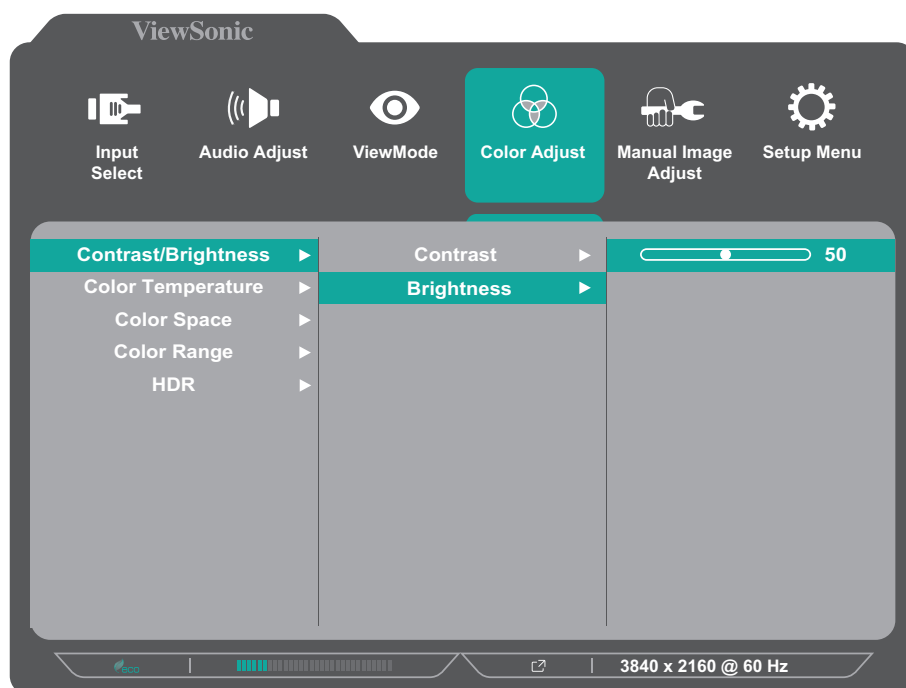 ViewSonic
Input
Select
Audio Adjust
ViewMode
Color Adjust
Manual Image
Adjust
Setup Menu
Contrast/Brightness
Contrast
50
Color Temperature
Brightness
Color Space
Color Range
HDR
eco
3840 x 2160 @ 60 Hz